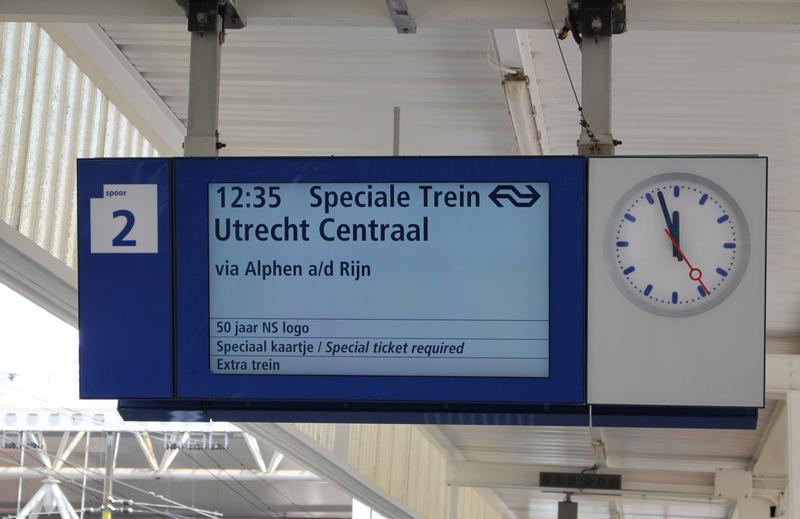 spoor
2
12:35 Speciale Trein
Utrecht Centraal
via Alphen a/d Rijn
50 jaar NS logo
Speciaal kaartje / Special ticket required
Extra trein